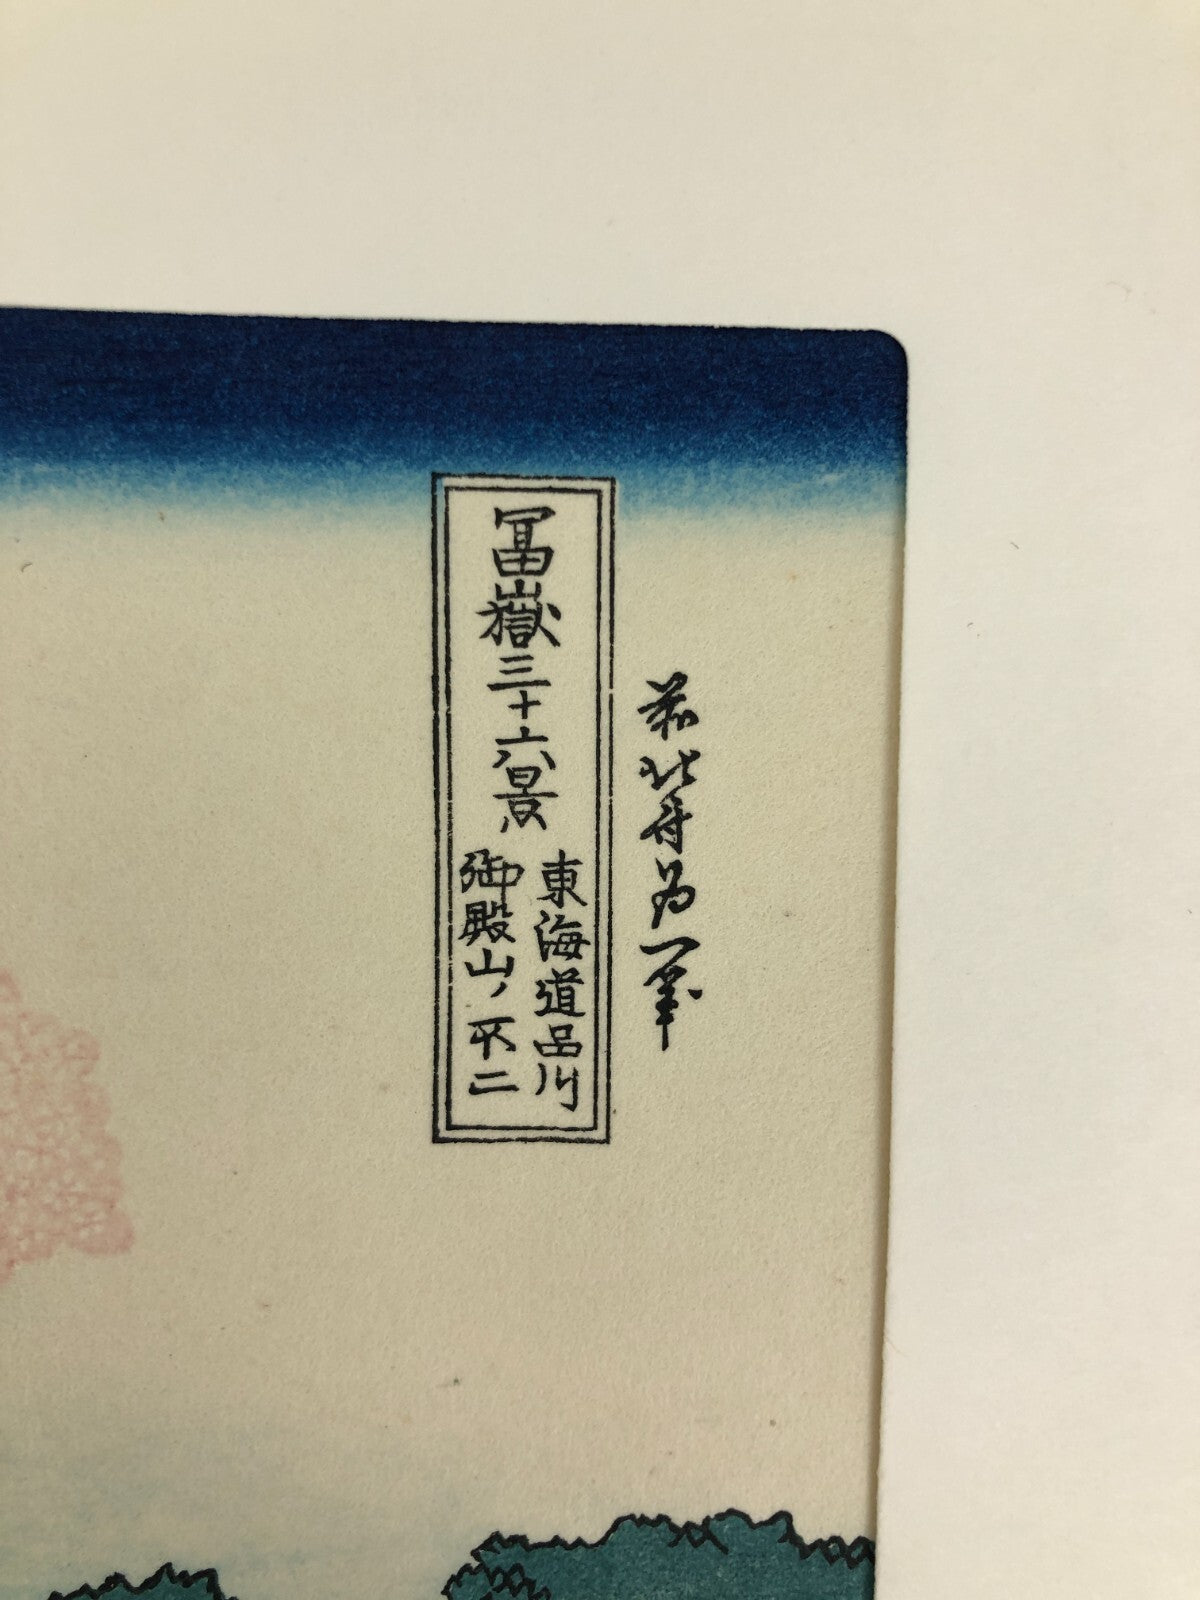 前北斎為一筆
冨嶽三十六景
東海道品川
御殿山ノ不二